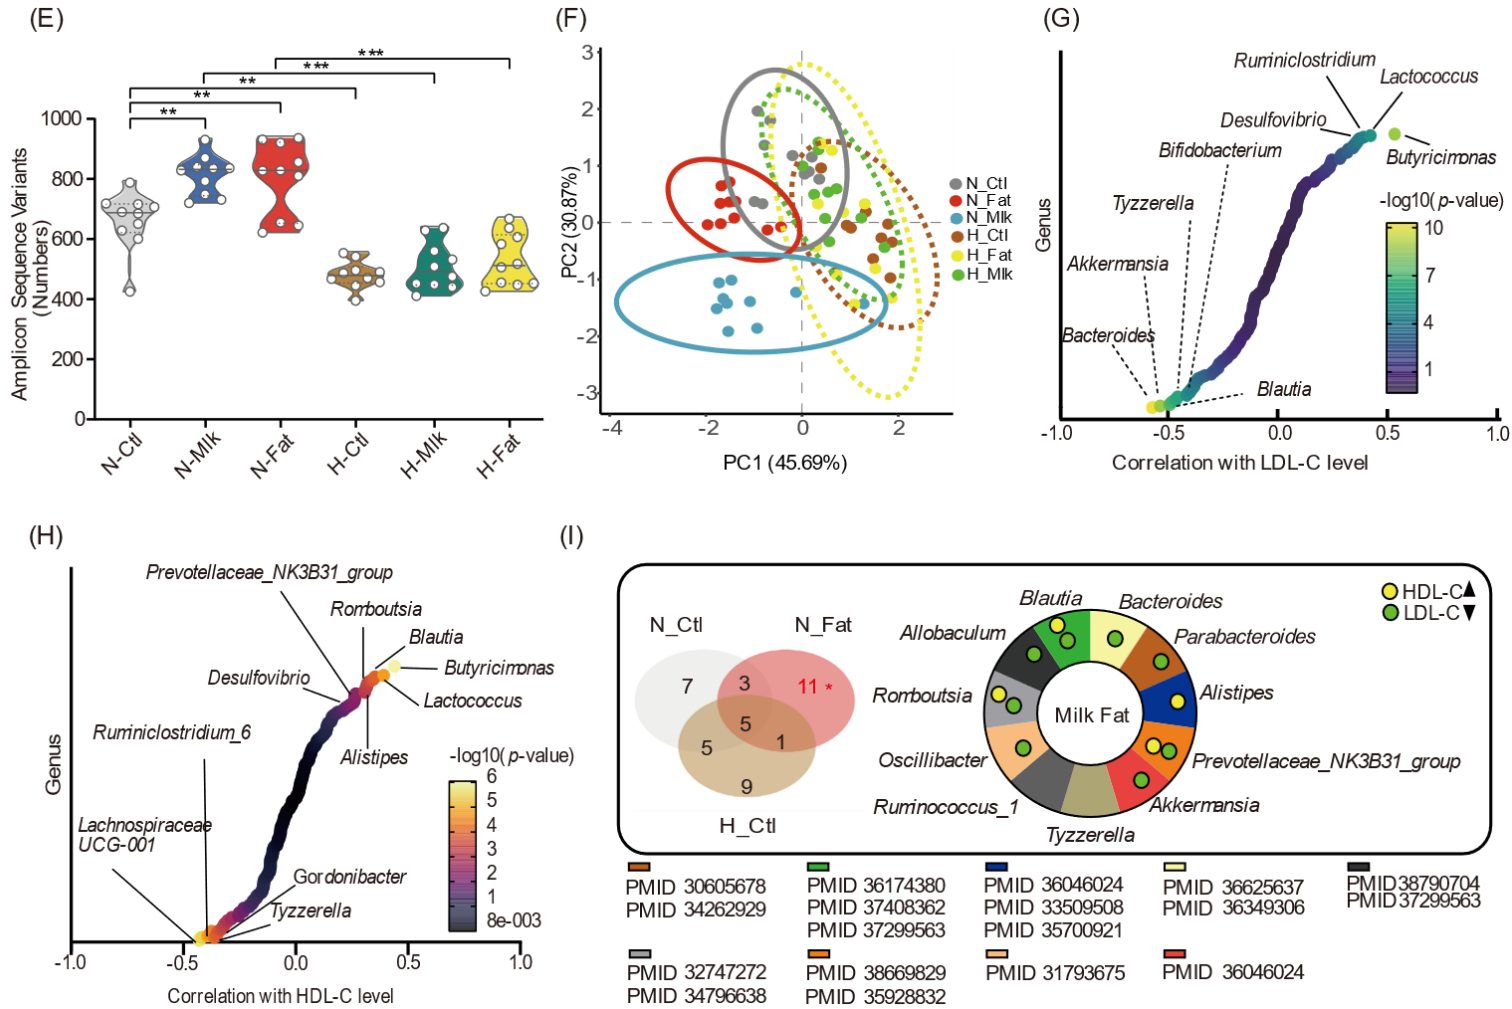 (E)
***
***
**
**
**
1000
800
600
400
200
0
Amplicon Sequence Variants
(Numbers)
N-Ctl
N-Mlk
N-Fat
H-Ctl
H-Mlk
H-Fat
(F)
3
2
1
0
-1
-2
-3
PC2 (30.87%)
-4
-2
0
2
PC1 (45.69%)
N_Ctl
N_Fat
N_Mlk
H_Ctl
H_Fat
H_Mlk
(G)
Ruminiclostridium
Lactococcus
Desulfovibrio
Bifidobacterium
Butyricimonas
Tyzzerella
Akkermansia
Bacteroides
Blautia
Genus
-log10(p-value)
10
7
4
1
-1.0
-0.5
0.0
0.5
1.0
Correlation with LDL-C level
(H)
Prevotellaceae_NK3B31_group
Romboutsia
Blautia
Butyricimonas
Desulfovibrio
Lactococcus
Ruminiclostridium_6
Alistipes
Lachnospiraceae
UCG-001
Gordonibacter
Tyzzerella
Genus
-log10(p-value)
6
5
4
3
2
1
8e-003
-1.0
-0.5
0.0
0.5
1.0
Correlation with HDL-C level
(I)
N_Ctl
N_Fat
7
3
11 *
5
5
1
9
H_Ctl
HDL-C▲
LDL-C▼
Blautia
Bacteroides
Allobaculum
Parabacteroides
Romboutsia
Alistipes
Milk Fat
Oscillibacter
Prevotellaceae_NK3B31_group
Ruminococcus_1
Akkermansia
Tyzzerella
PMID 30605678
PMID 34262929
PMID 36174380
PMID 37408362
PMID 37299563
PMID 36046024
PMID 33509508
PMID 35700921
PMID 36625637
PMID 36349306
PMID38790704
PMID37299563
PMID 32747272
PMID 34796638
PMID 38669829
PMID 35928832
PMID 31793675
PMID 36046024